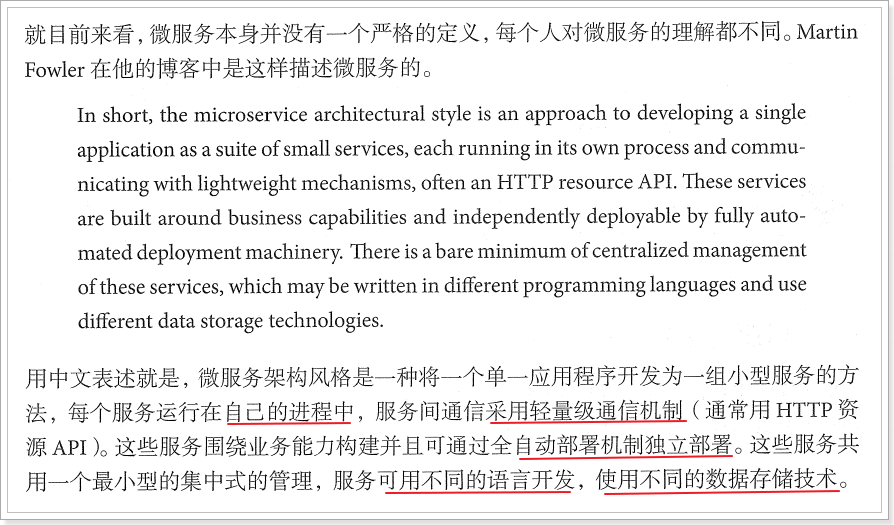 就目前来看，微服务本身并没有一个严格的定义，每个人对微服务的理解都不同。Martin
Fowler 在他的博客中是这样描述微服务的。
In short, the microservice architectural style is an approach to developing a single
application as a suite of small services, each running in its own process and commu-
nicating with lightweight mechanisms, often an HTTP resource API. These services
are built around business capabilities and independently deployable by fully auto-
mated deployment machinery. There is a bare minimum of centralized management
of these services, which may be written in different programming languages and use
different data storage technologies.
用中文表述就是，微服务架构风格是一种将一个单一应用程序开发为一组小型服务的方
法，每个服务运行在自己的进程中，服务间通信采用轻量级通信机制（通常用 HTTP 资
源 API）。这些服务围绕业务能力构建并且可通过全自动部署机制独立部署。这些服务共
用一个最小型的集中式的管理，服务可用不同的语言开发，使用不同的数据存储技术。